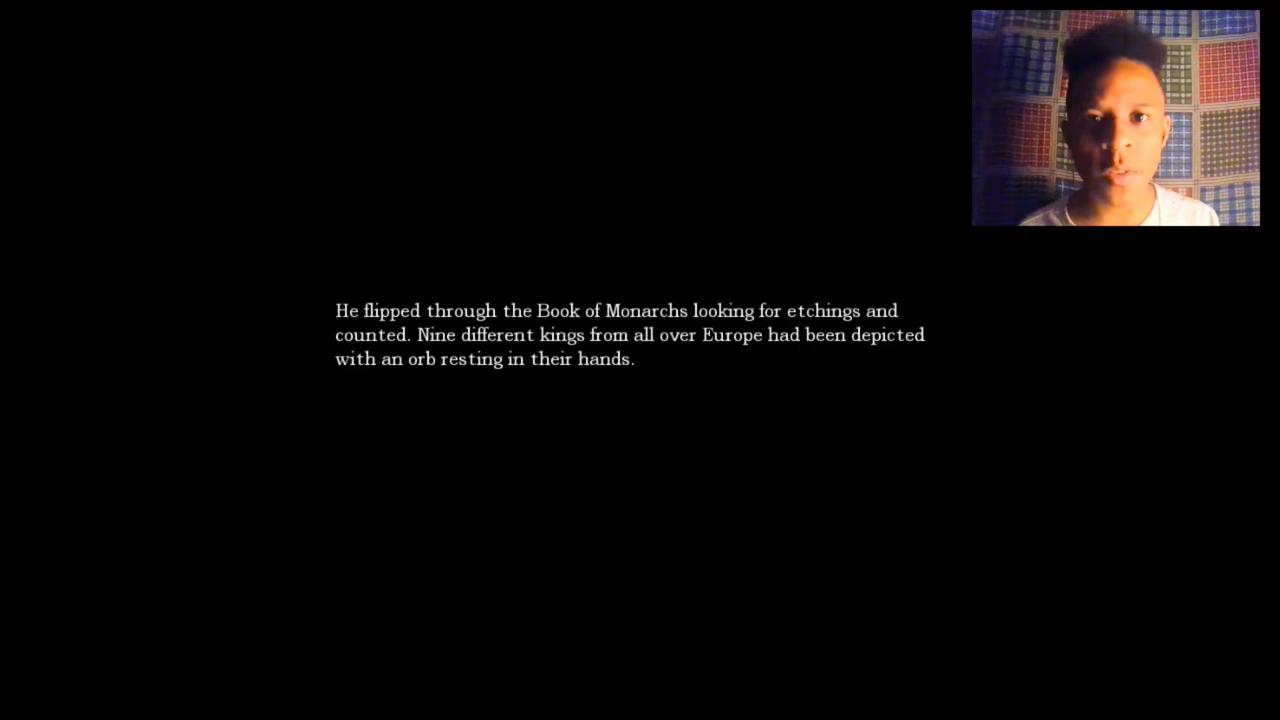 He flipped through the Book of Monarchs looking for etchings and
counted. Nine different kings from all over Europe had been depicted
with an orb resting in their hands.